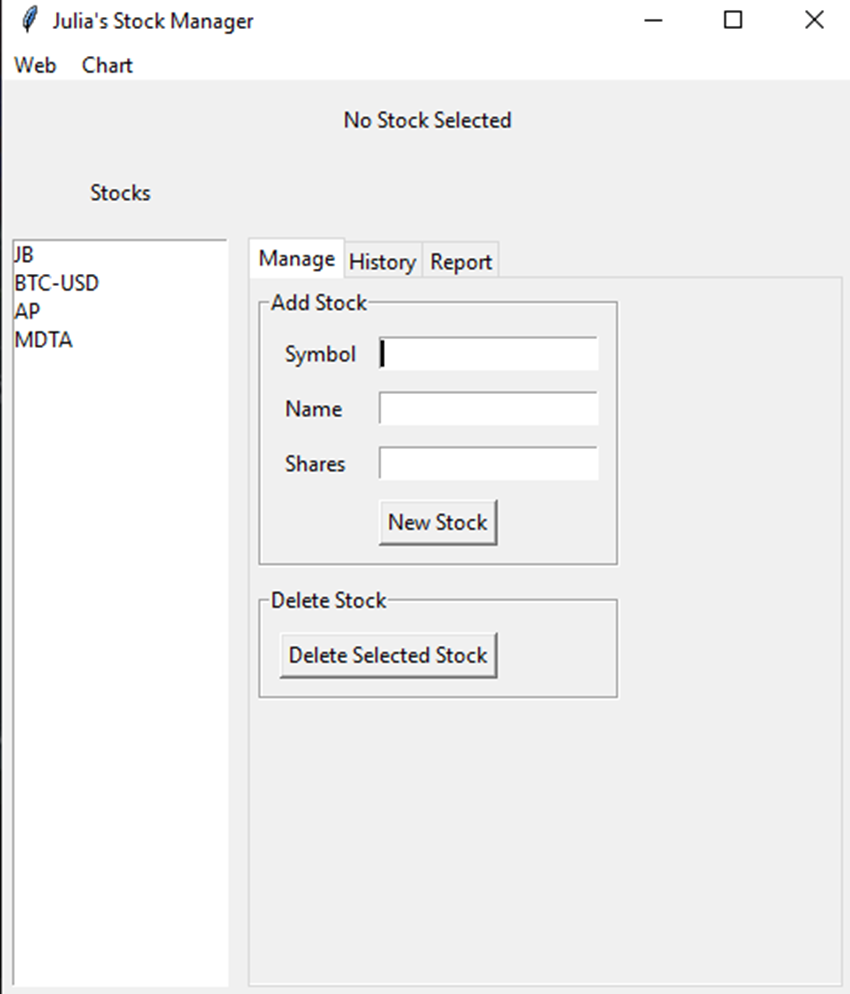 Julia's Stock Manager
Web Chart
No Stock Selected
Stocks
JB
BTC-USD
AP
MDTA
Manage History Report
Add Stock
Symbol
Name
Shares
New Stock
Delete Stock
Delete Selected Stock